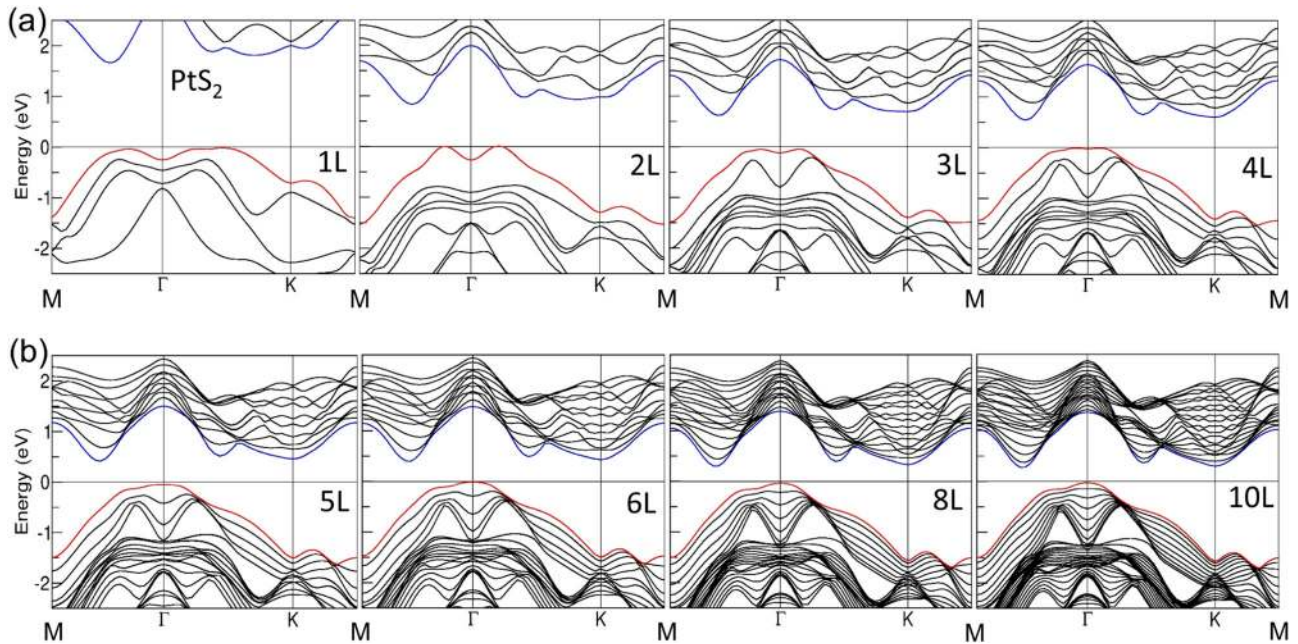 (a)
Energy (eV)
2
1
0
-1
-2
PtS₂
1L
2L
3L
4L
M Γ K M Γ K M Γ K M Γ K M
(b)
Energy (eV)
2
1
0
-1
-2
5L
6L
8L
10L
M Γ K M Γ K M Γ K M Γ K M